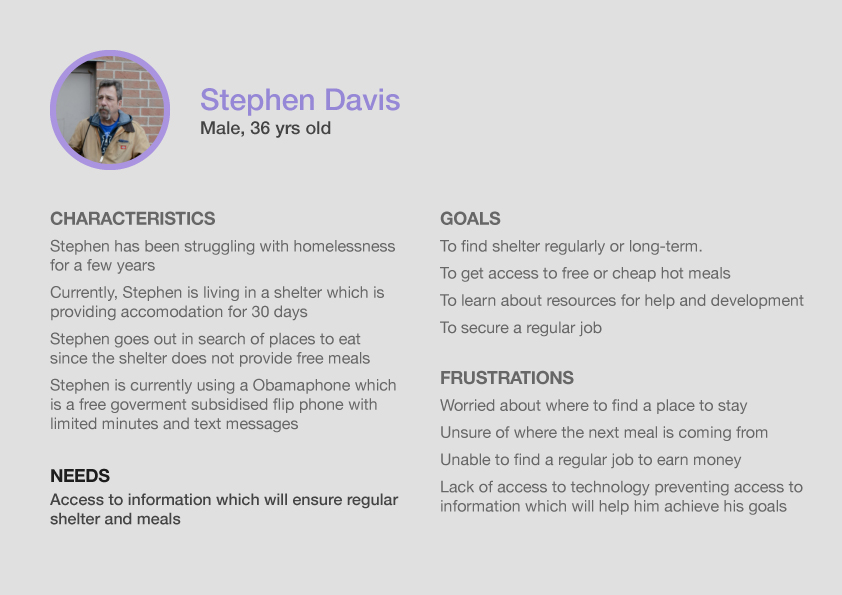 Stephen Davis
Male, 36 yrs old
CHARACTERISTICS
Stephen has been struggling with homelessness
for a few years
Currently, Stephen is living in a shelter which is
providing accomodation for 30 days
Stephen goes out in search of places to eat
since the shelter does not provide free meals
Stephen is currently using a Obamaphone which
is a free goverment subsidised flip phone with
limited minutes and text messages
NEEDS
Access to information which will ensure regular
shelter and meals
GOALS
To find shelter regularly or long-term.
To get access to free or cheap hot meals
To learn about resources for help and development
To secure a regular job
FRUSTRATIONS
Worried about where to find a place to stay
Unsure of where the next meal is coming from
Unable to find a regular job to earn money
Lack of access to technology preventing access to
information which will help him achieve his goals